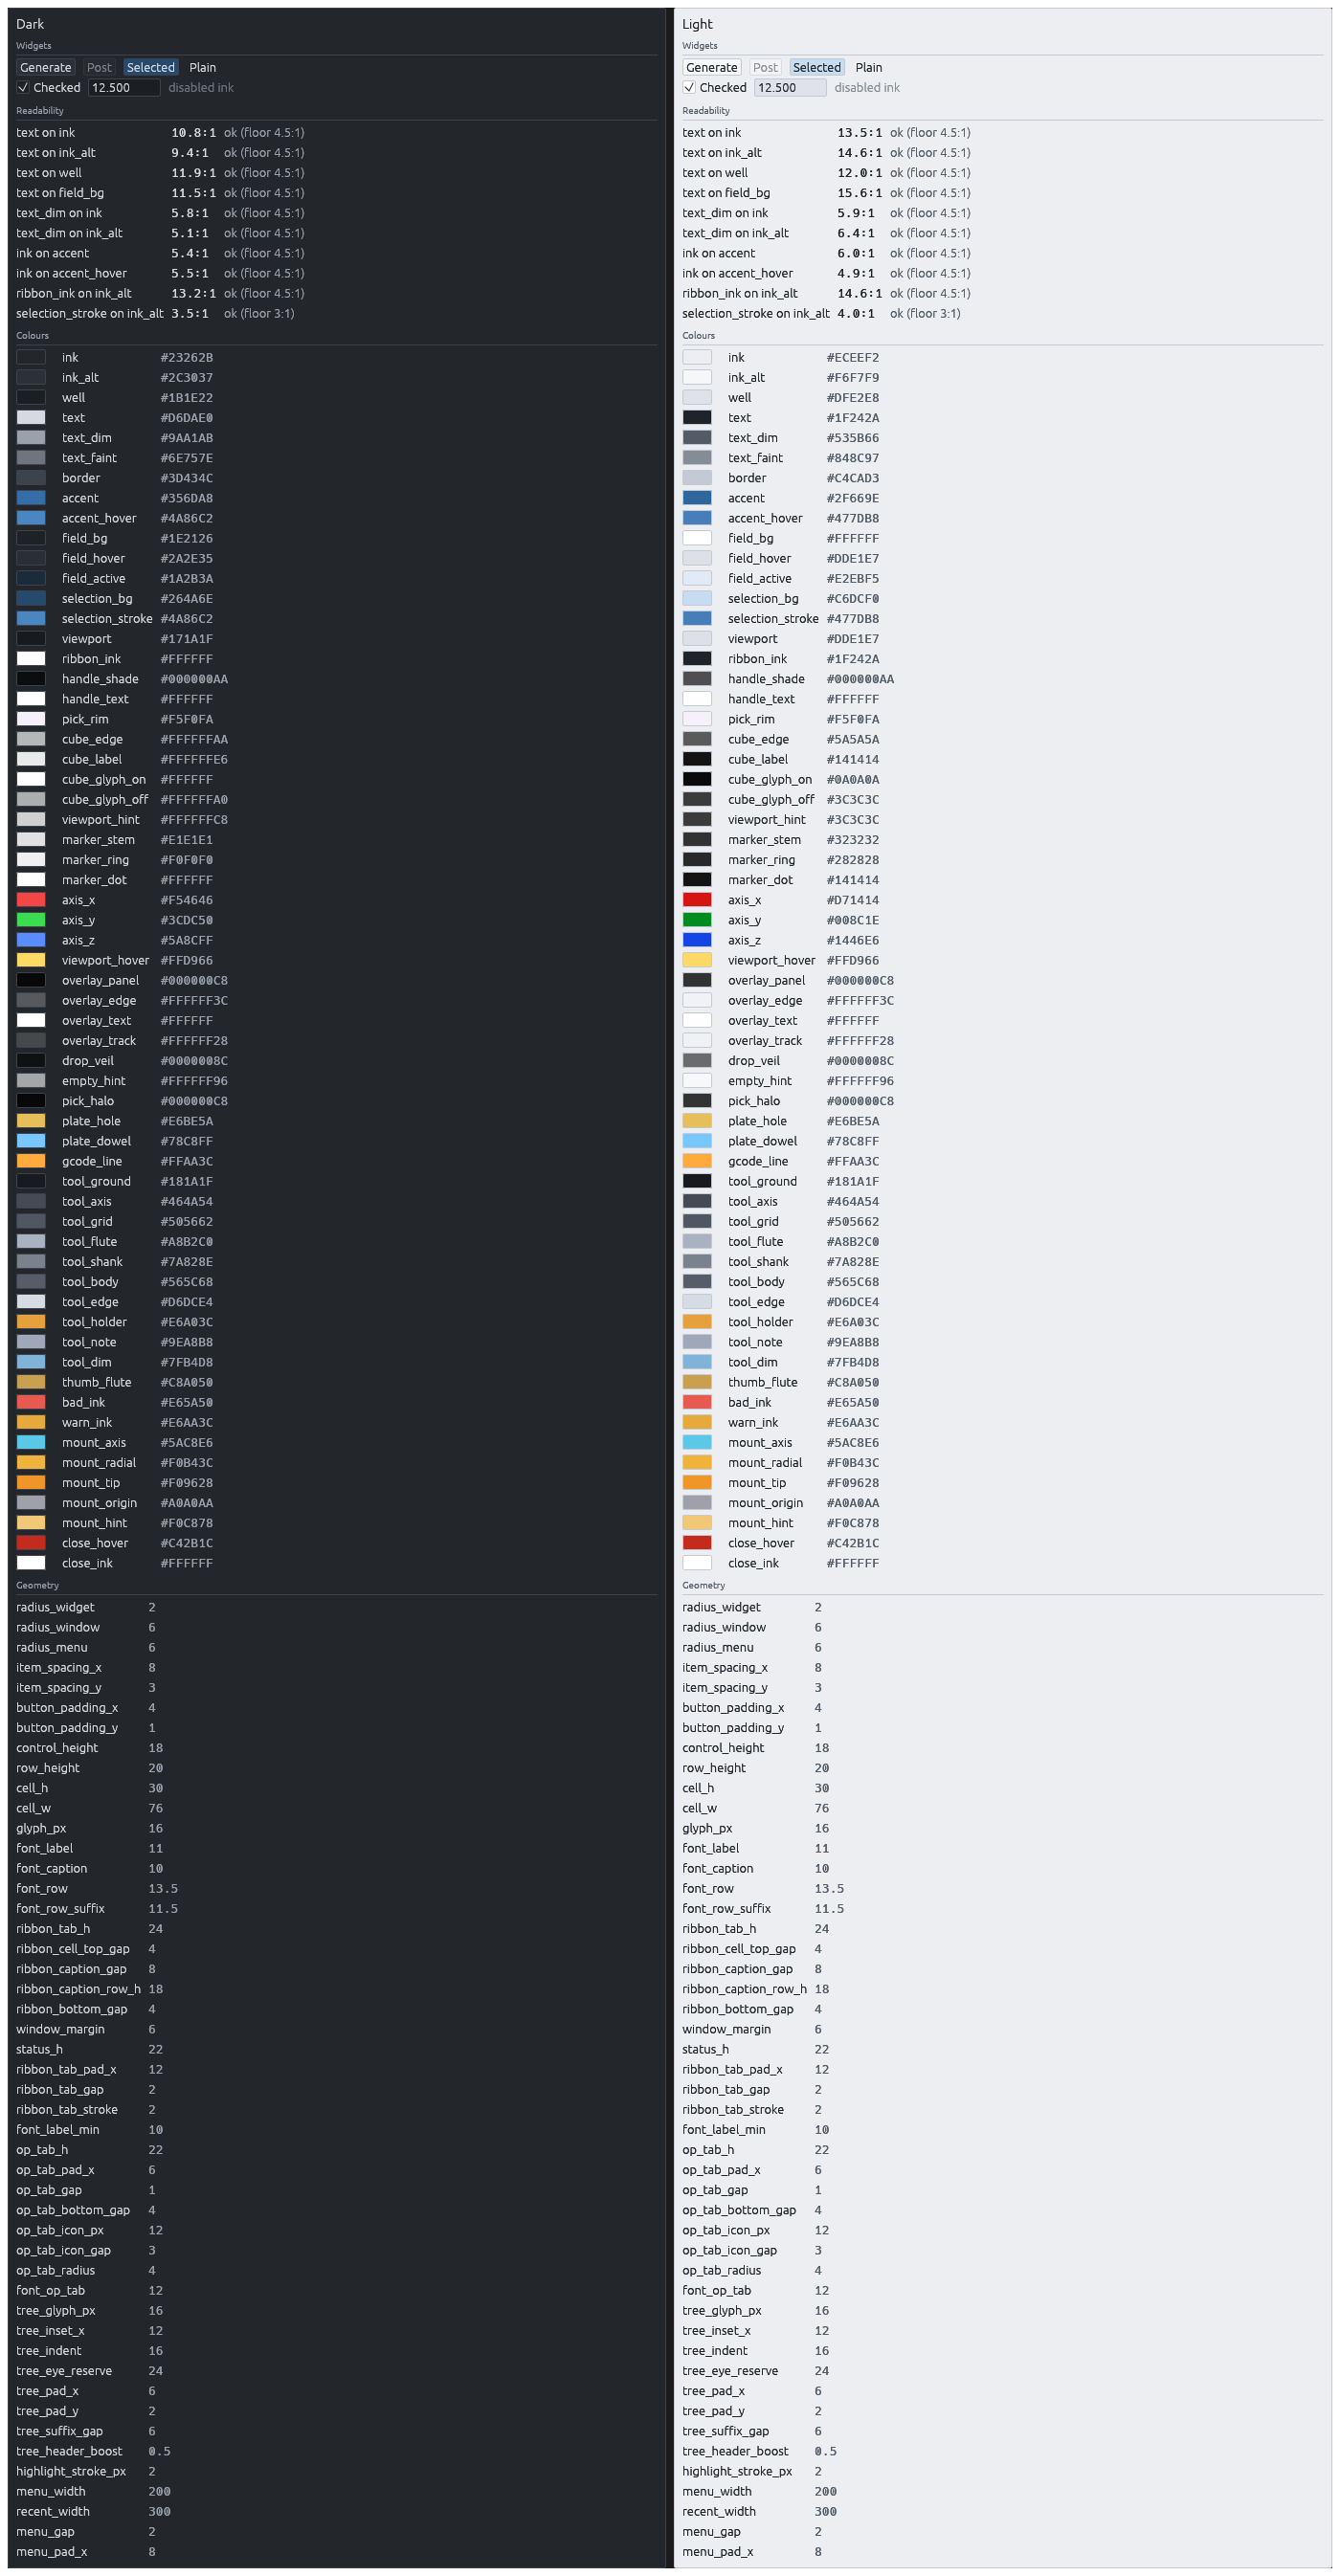 Dark
Widgets
Generate Post Selected Plain
Checked 12.500 disabled ink
Readability
text on ink 10.8:1 ok (floor 4.5:1)
text on ink_alt 9.4:1 ok (floor 4.5:1)
text on well 11.9:1 ok (floor 4.5:1)
text on field_bg 11.5:1 ok (floor 4.5:1)
text_dim on ink 5.8:1 ok (floor 4.5:1)
text_dim on ink_alt 5.1:1 ok (floor 4.5:1)
ink on accent 5.4:1 ok (floor 4.5:1)
ink on accent_hover 5.5:1 ok (floor 4.5:1)
ribbon_ink on ink_alt 13.2:1 ok (floor 4.5:1)
selection_stroke on ink_alt 3.5:1 ok (floor 3:1)
Colours
ink #23262B
ink_alt #2C3037
well #1B1E22
text #D6DAE0
text_dim #9AA1AB
text_faint #6E757E
border #3D434C
accent #356DA8
accent_hover #4A86C2
field_bg #1E2126
field_hover #2A2E35
field_active #1A2B3A
selection_bg #264A6E
selection_stroke #4A86C2
viewport #171A1F
ribbon_ink #FFFFFF
handle_shade #000000AA
handle_text #FFFFFF
pick_rim #F5F0FA
cube_edge #FFFFFFAA
cube_label #FFFFFFE6
cube_glyph_on #FFFFFF
cube_glyph_off #FFFFFFA0
viewport_hint #FFFFFFC8
marker_stem #E1E1E1
marker_ring #F0F0F0
marker_dot #FFFFFF
axis_x #F54646
axis_y #3CDC50
axis_z #5A8CFF
viewport_hover #FFD966
overlay_panel #000000C8
overlay_edge #FFFFFF3C
overlay_text #FFFFFF
overlay_track #FFFFFF28
drop_veil #0000008C
empty_hint #FFFFFF96
pick_halo #000000C8
plate_hole #E6BE5A
plate_dowel #78C8FF
gcode_line #FFAA3C
tool_ground #181A1F
tool_axis #464A54
tool_grid #505662
tool_flute #A8B2C0
tool_shank #7A828E
tool_body #565C68
tool_edge #D6DCE4
tool_holder #E6A03C
tool_note #9EA8B8
tool_dim #7FB4D8
thumb_flute #C8A050
bad_ink #E65A50
warn_ink #E6AA3C
mount_axis #5AC8E6
mount_radial #F0B43C
mount_tip #F09628
mount_origin #A0A0AA
mount_hint #F0C878
close_hover #C42B1C
close_ink #FFFFFF
Geometry
radius_widget 2
radius_window 6
radius_menu 6
item_spacing_x 8
item_spacing_y 3
button_padding_x 4
button_padding_y 1
control_height 18
row_height 20
cell_h 30
cell_w 76
glyph_px 16
font_label 11
font_caption 10
font_row 13.5
font_row_suffix 11.5
ribbon_tab_h 24
ribbon_cell_top_gap 4
ribbon_caption_gap 8
ribbon_caption_row_h 18
ribbon_bottom_gap 4
window_margin 6
status_h 22
ribbon_tab_pad_x 12
ribbon_tab_gap 2
ribbon_tab_stroke 2
font_label_min 10
op_tab_h 22
op_tab_pad_x 6
op_tab_gap 1
op_tab_bottom_gap 4
op_tab_icon_px 12
op_tab_icon_gap 3
op_tab_radius 4
font_op_tab 12
tree_glyph_px 16
tree_inset_x 12
tree_indent 16
tree_eye_reserve 24
tree_pad_x 6
tree_pad_y 2
tree_suffix_gap 6
tree_header_boost 0.5
highlight_stroke_px 2
menu_width 200
recent_width 300
menu_gap 2
menu_pad_x 8
Light
Widgets
Generate Post Selected Plain
Checked 12.500 disabled ink
Readability
text on ink 13.5:1 ok (floor 4.5:1)
text on ink_alt 14.6:1 ok (floor 4.5:1)
text on well 12.0:1 ok (floor 4.5:1)
text on field_bg 15.6:1 ok (floor 4.5:1)
text_dim on ink 5.9:1 ok (floor 4.5:1)
text_dim on ink_alt 6.4:1 ok (floor 4.5:1)
ink on accent 6.0:1 ok (floor 4.5:1)
ink on accent_hover 4.9:1 ok (floor 4.5:1)
ribbon_ink on ink_alt 14.6:1 ok (floor 4.5:1)
selection_stroke on ink_alt 4.0:1 ok (floor 3:1)
Colours
ink #ECEEF2
ink_alt #F6F7F9
well #DFE2E8
text #1F242A
text_dim #535B66
text_faint #848C97
border #C4CAD3
accent #2F669E
accent_hover #477DB8
field_bg #FFFFFF
field_hover #DDE1E7
field_active #E2EBF5
selection_bg #C6DCF0
selection_stroke #477DB8
viewport #DDE1E7
ribbon_ink #1F242A
handle_shade #000000AA
handle_text #FFFFFF
pick_rim #F5F0FA
cube_edge #5A5A5A
cube_label #141414
cube_glyph_on #0A0A0A
cube_glyph_off #3C3C3C
viewport_hint #3C3C3C
marker_stem #323232
marker_ring #282828
marker_dot #141414
axis_x #D71414
axis_y #008C1E
axis_z #1446E6
viewport_hover #FFD966
overlay_panel #000000C8
overlay_edge #FFFFFF3C
overlay_text #FFFFFF
overlay_track #FFFFFF28
drop_veil #0000008C
empty_hint #FFFFFF96
pick_halo #000000C8
plate_hole #E6BE5A
plate_dowel #78C8FF
gcode_line #FFAA3C
tool_ground #181A1F
tool_axis #464A54
tool_grid #505662
tool_flute #A8B2C0
tool_shank #7A828E
tool_body #565C68
tool_edge #D6DCE4
tool_holder #E6A03C
tool_note #9EA8B8
tool_dim #7FB4D8
thumb_flute #C8A050
bad_ink #E65A50
warn_ink #E6AA3C
mount_axis #5AC8E6
mount_radial #F0B43C
mount_tip #F09628
mount_origin #A0A0AA
mount_hint #F0C878
close_hover #C42B1C
close_ink #FFFFFF
Geometry
radius_widget 2
radius_window 6
radius_menu 6
item_spacing_x 8
item_spacing_y 3
button_padding_x 4
button_padding_y 1
control_height 18
row_height 20
cell_h 30
cell_w 76
glyph_px 16
font_label 11
font_caption 10
font_row 13.5
font_row_suffix 11.5
ribbon_tab_h 24
ribbon_cell_top_gap 4
ribbon_caption_gap 8
ribbon_caption_row_h 18
ribbon_bottom_gap 4
window_margin 6
status_h 22
ribbon_tab_pad_x 12
ribbon_tab_gap 2
ribbon_tab_stroke 2
font_label_min 10
op_tab_h 22
op_tab_pad_x 6
op_tab_gap 1
op_tab_bottom_gap 4
op_tab_icon_px 12
op_tab_icon_gap 3
op_tab_radius 4
font_op_tab 12
tree_glyph_px 16
tree_inset_x 12
tree_indent 16
tree_eye_reserve 24
tree_pad_x 6
tree_pad_y 2
tree_suffix_gap 6
tree_header_boost 0.5
highlight_stroke_px 2
menu_width 200
recent_width 300
menu_gap 2
menu_pad_x 8